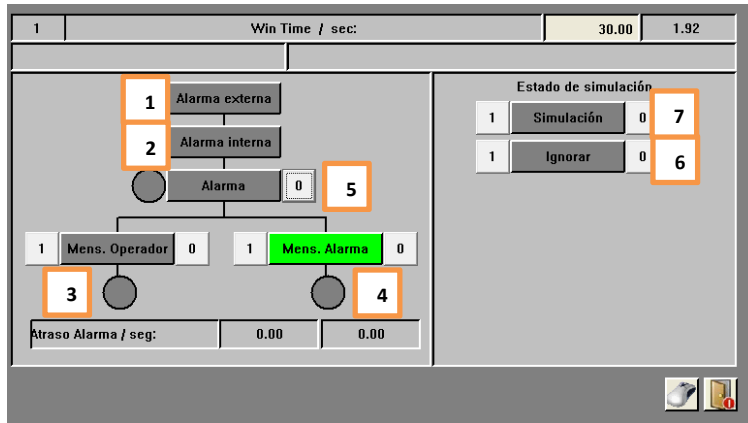 1 Win Time / sec: 30.00 1.92
Estado de simulación
1 Alarma externa
1 Simulación 0 7
2 Alarma interna
1 Ignorar 0 6
Alarma 0 5
1 Mens. Operador 0 1 Mens. Alarma 0
3 4
Atraso Alarma / seg: 0.00 0.00